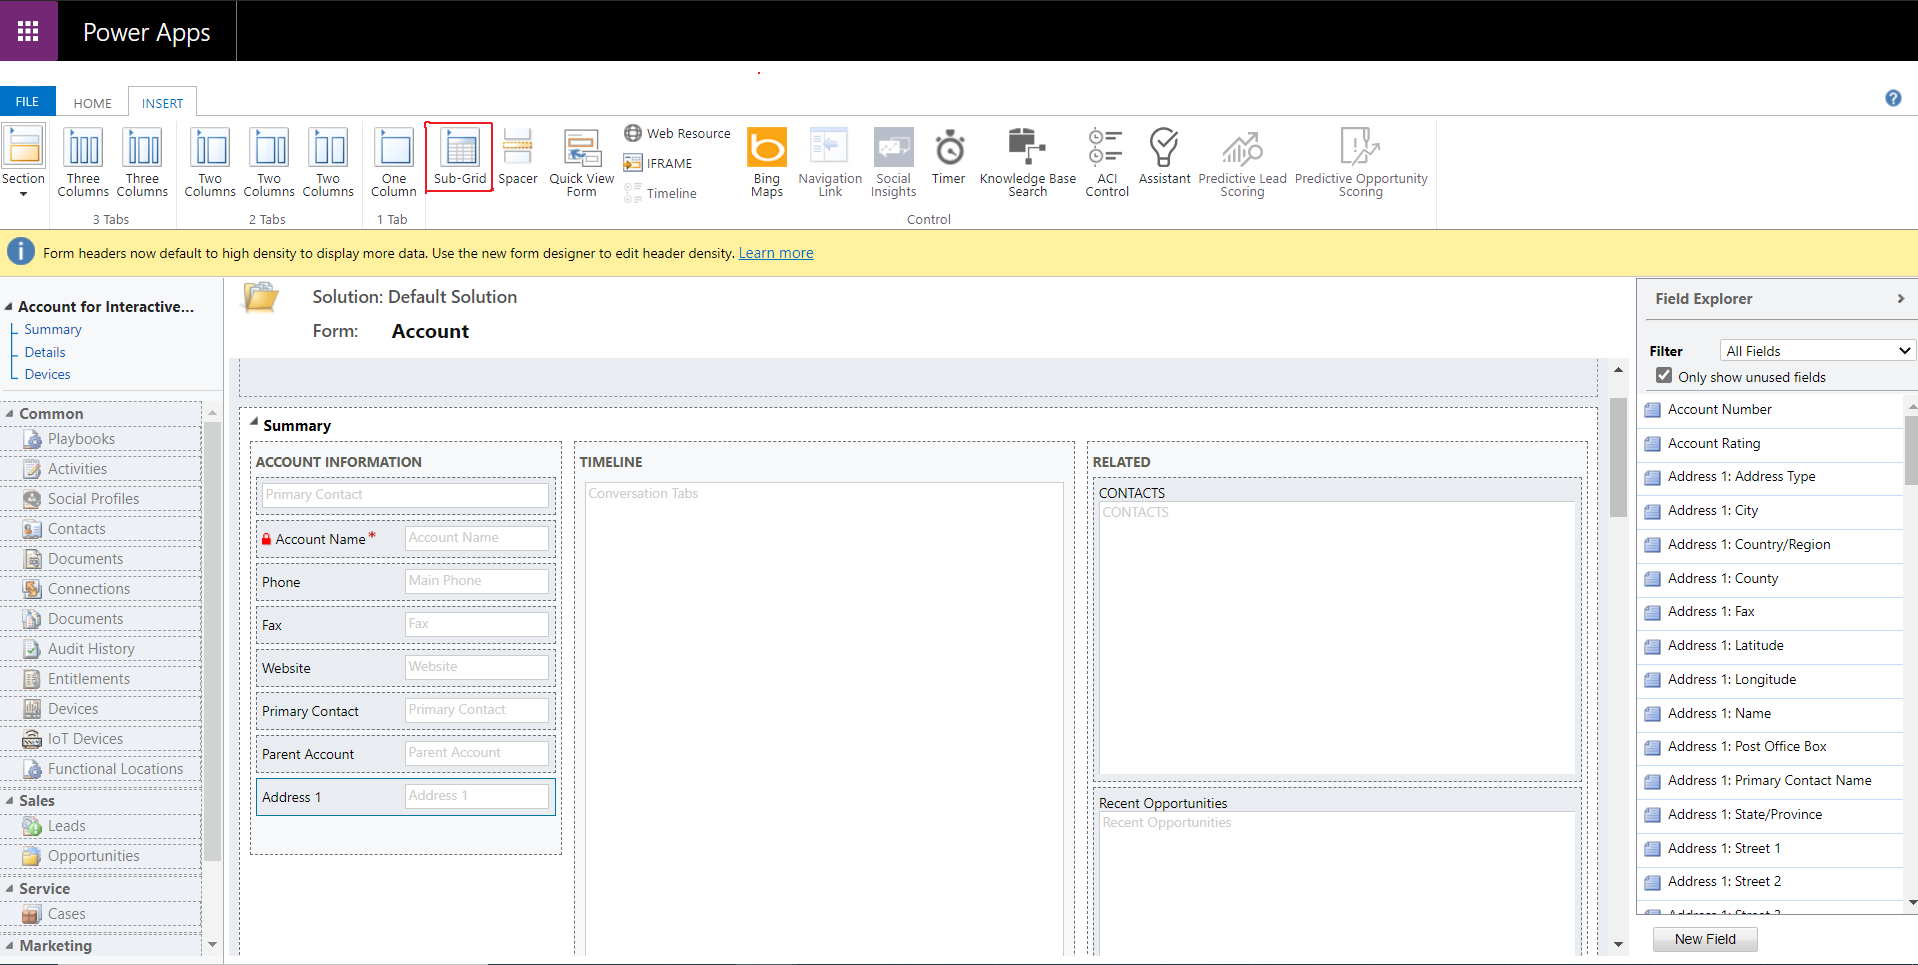 Power Apps
FILE
HOME
INSERT
Section
Three Columns
Three Columns
3 Tabs
Two Columns
Two Columns
Two Columns
2 Tabs
One Column
1 Tab
Sub-Grid
Spacer
Quick View Form
Web Resource
IFRAME
Timeline
Bing Maps
Navigation Link
Social Insights
Timer
Knowledge Base Search
ACI Control
Assistant
Predictive Lead Scoring
Predictive Opportunity Scoring
Control
Form headers now default to high density to display more data. Use the new form designer to edit header density. Learn more
Account for Interactive...
Summary
Details
Devices
Common
Playbooks
Activities
Social Profiles
Contacts
Documents
Connections
Documents
Audit History
Entitlements
Devices
IoT Devices
Functional Locations
Sales
Leads
Opportunities
Service
Cases
Marketing
Solution: Default Solution
Form: Account
Summary
ACCOUNT INFORMATION
Primary Contact
Account Name* Account Name
Phone Main Phone
Fax Fax
Website Website
Primary Contact Primary Contact
Parent Account Parent Account
Address 1 Address 1
TIMELINE
Conversation Tabs
RELATED
CONTACTS
CONTACTS
Recent Opportunities
Recent Opportunities
Field Explorer
Filter All Fields
Only show unused fields
Account Number
Account Rating
Address 1: Address Type
Address 1: City
Address 1: Country/Region
Address 1: County
Address 1: Fax
Address 1: Latitude
Address 1: Longitude
Address 1: Name
Address 1: Post Office Box
Address 1: Primary Contact Name
Address 1: State/Province
Address 1: Street 1
Address 1: Street 2
Address 1: Street 3
New Field